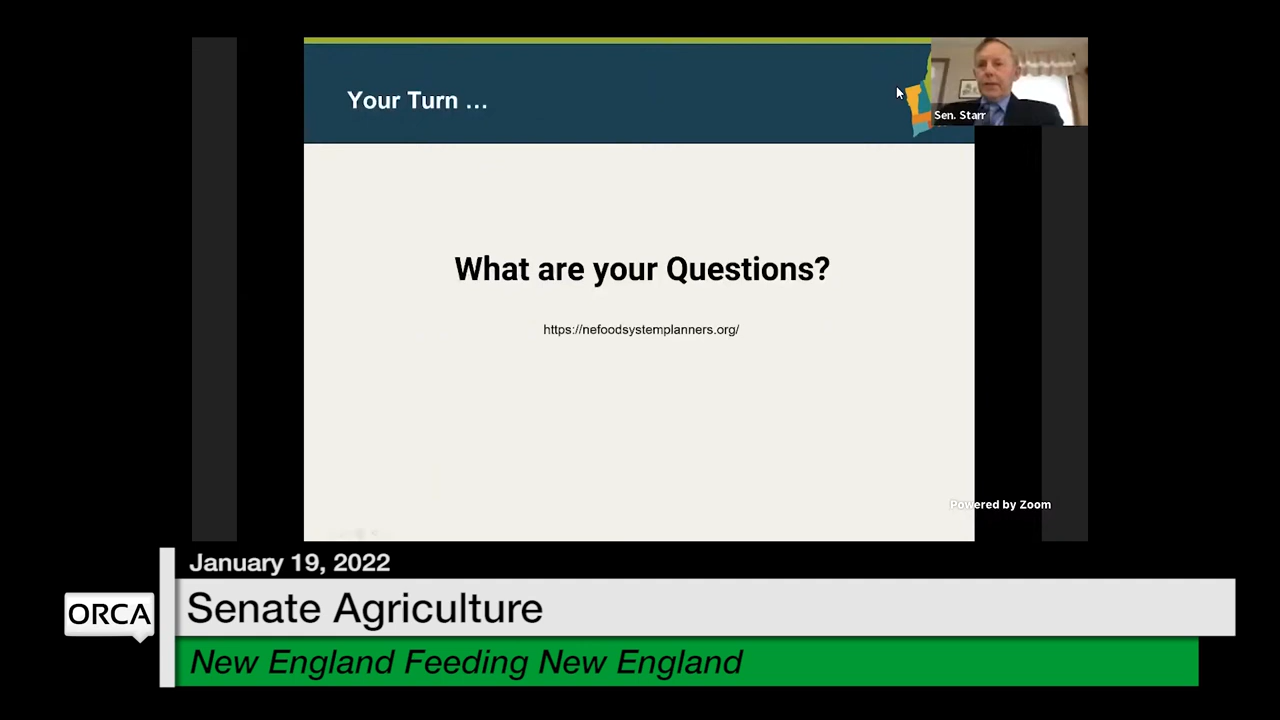 Your Turn ...
Sen. Starr
What are your Questions?
https://nefoodsystemplanners.org/
Powered by Zoom
January 19, 2022
ORCA
Senate Agriculture
New England Feeding New England